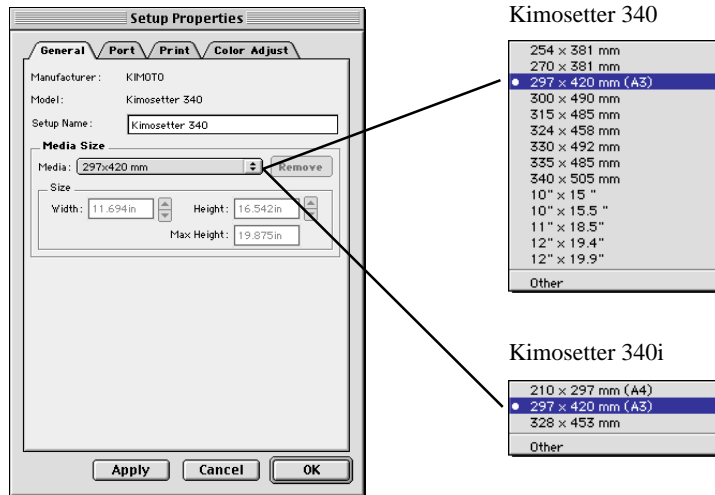 Setup Properties
General Port Print Color Adjust
Manufacturer: KIMOTO
Model: Kimosetter 340
Setup Name: Kimosetter 340
Media Size
Media: 297×420 mm Remove
Size
Width: 11.694in Height: 16.542in
Max Height: 19.875in
Apply Cancel OK
Kimosetter 340
254 × 381 mm
270 × 381 mm
297 × 420 mm (A3)
300 × 490 mm
315 × 485 mm
324 × 458 mm
330 × 492 mm
335 × 485 mm
340 × 505 mm
10" × 15 "
10" × 15.5 "
11" × 18.5"
12" × 19.4"
12" × 19.9"
Other
Kimosetter 340i
210 × 297 mm (A4)
297 × 420 mm (A3)
328 × 453 mm
Other